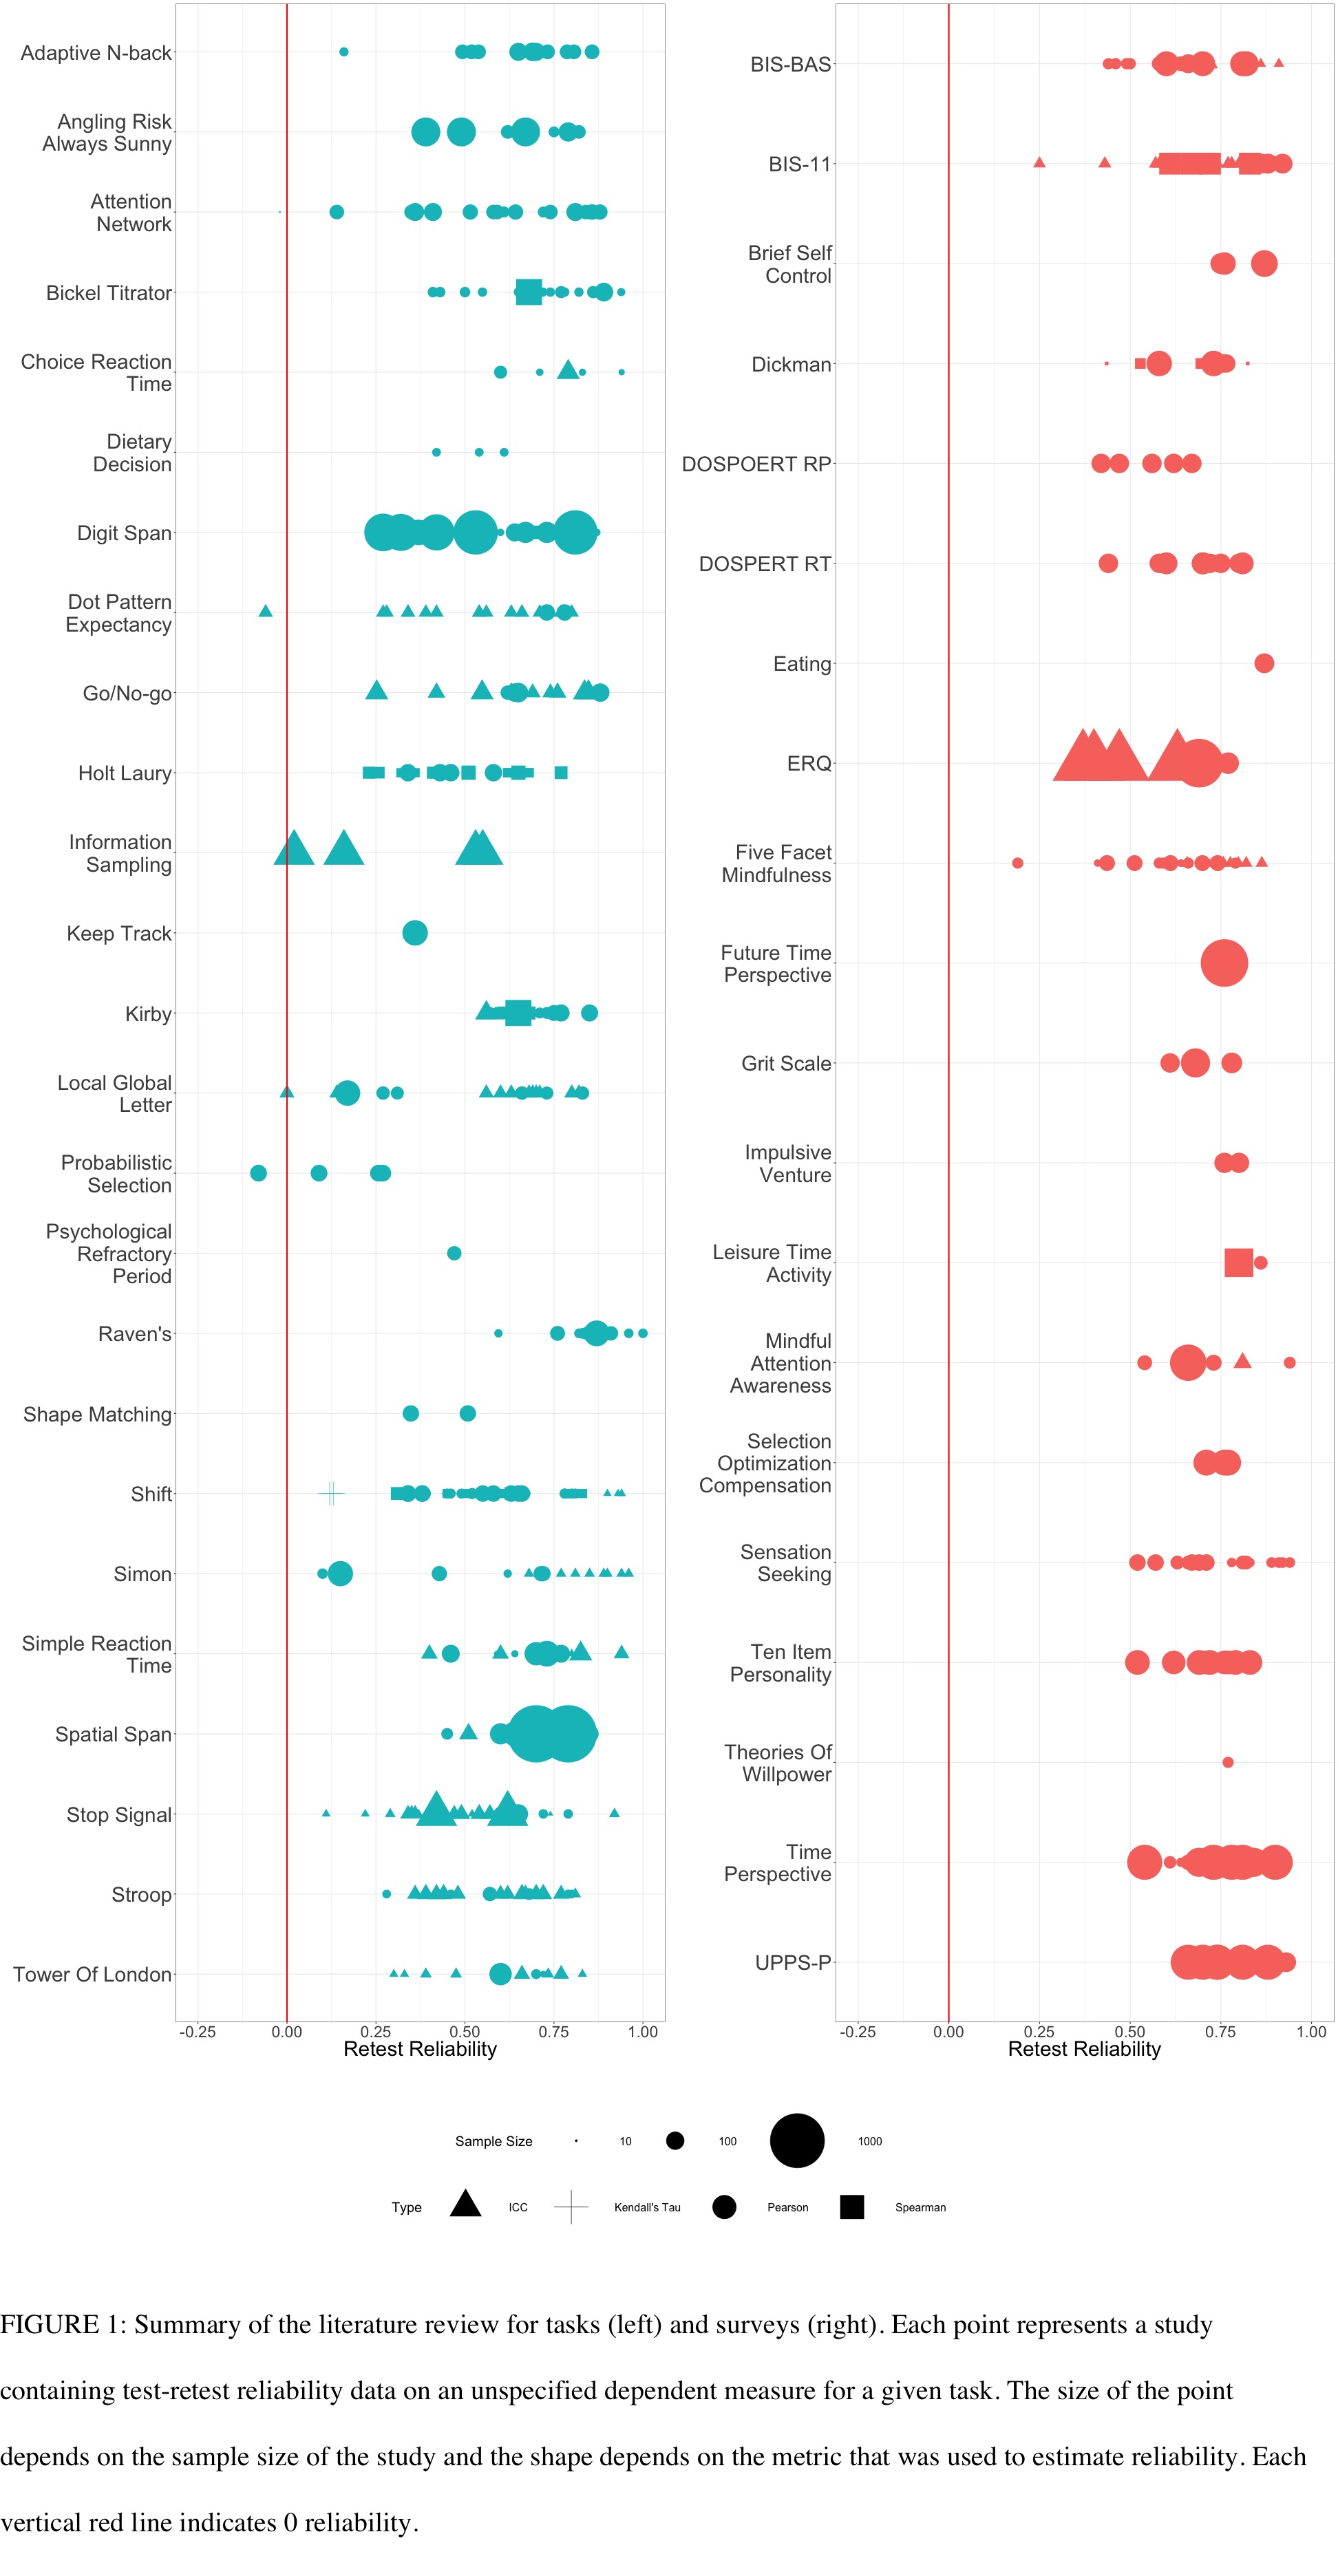 Adaptive N-back
Angling Risk
Always Sunny
Attention
Network
Bickel Titrator
Choice Reaction
Time
Dietary
Decision
Digit Span
Dot Pattern
Expectancy
Go/No-go
Holt Laury
Information
Sampling
Keep Track
Kirby
Local Global
Letter
Probabilistic
Selection
Psychological
Refractory
Period
Raven's
Shape Matching
Shift
Simon
Simple Reaction
Time
Spatial Span
Stop Signal
Stroop
Tower Of London
-0.25 0.00 0.25 0.50 0.75 1.00
Retest Reliability
BIS-BAS
BIS-11
Brief Self
Control
Dickman
DOSPOERT RP
DOSPERT RT
Eating
ERQ
Five Facet
Mindfulness
Future Time
Perspective
Grit Scale
Impulsive
Venture
Leisure Time
Activity
Mindful
Attention
Awareness
Selection
Optimization
Compensation
Sensation
Seeking
Ten Item
Personality
Theories Of
Willpower
Time
Perspective
UPPS-P
-0.25 0.00 0.25 0.50 0.75 1.00
Retest Reliability
Sample Size 10 100 1000
Type ICC Kendall's Tau Pearson Spearman
FIGURE 1: Summary of the literature review for tasks (left) and surveys (right). Each point represents a study
containing test-retest reliability data on an unspecified dependent measure for a given task. The size of the point
depends on the sample size of the study and the shape depends on the metric that was used to estimate reliability. Each
vertical red line indicates 0 reliability.